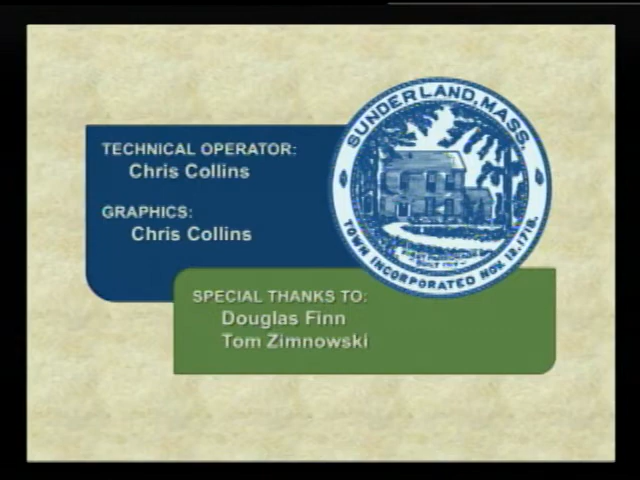 TECHNICAL OPERATOR:
Chris Collins
GRAPHICS:
Chris Collins
SUNDERLAND, MASS.
TOWN INCORPORATED NOV. 12, 1718.
SPECIAL THANKS TO:
Douglas Finn
Tom Zimnowski